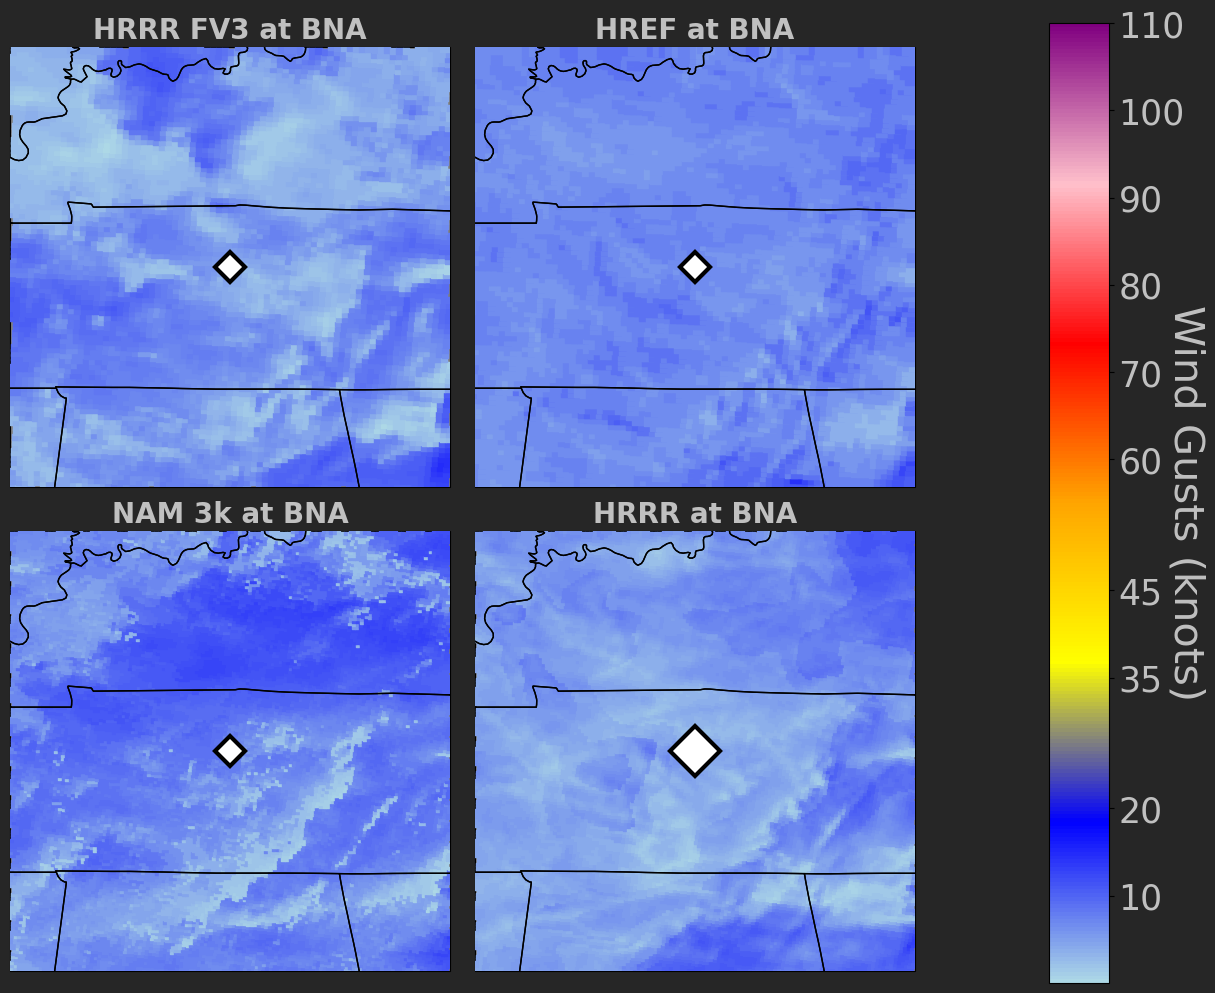 HRRR FV3 at BNA
HREF at BNA
NAM 3k at BNA
HRRR at BNA
110
100
90
80
70
60
45
35
20
10
Wind Gusts (knots)